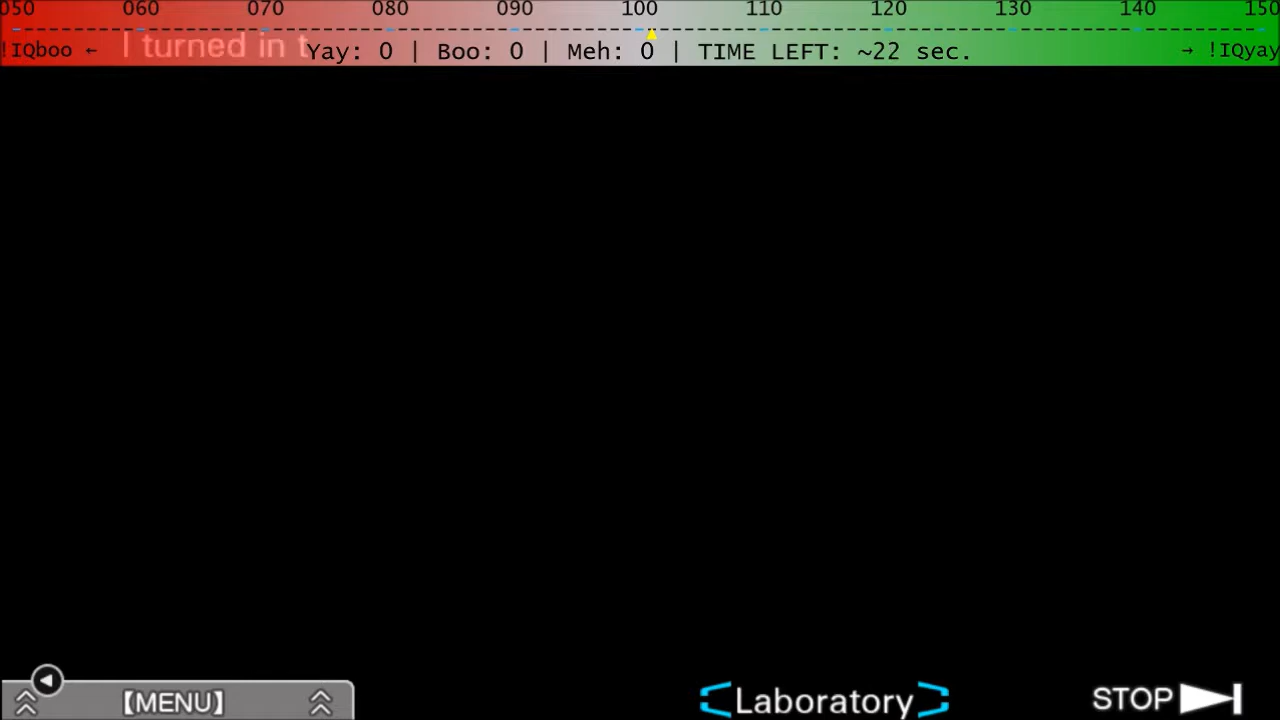 050 060 070 080 090 100 110 120 130 140 150
!IQboo ← I turned in t Yay: 0 | Boo: 0 | Meh: 0 | TIME LEFT: ~22 sec. → !IQyay
【MENU】 Laboratory STOP